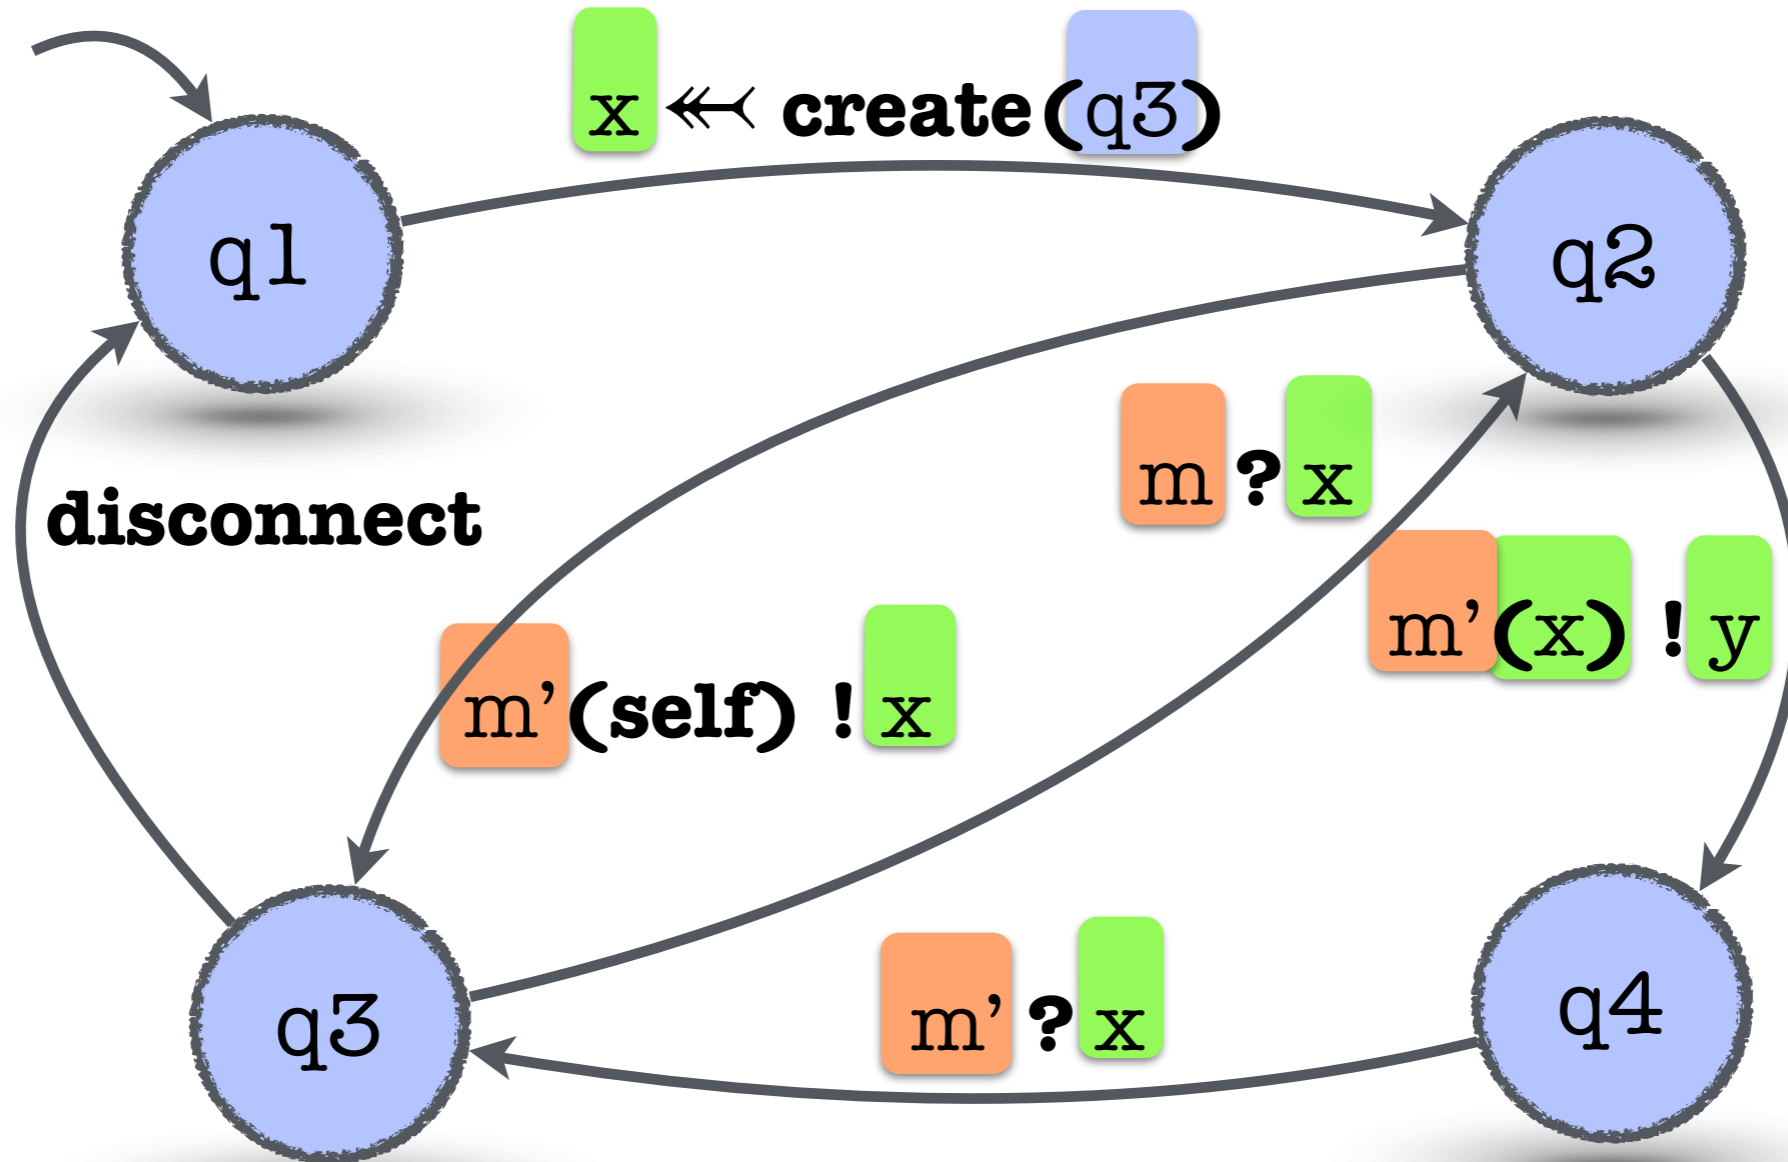 x ⤛ create(q3)
q1
q2
m ? x
disconnect
m'(x) ! y
m'(self) ! x
m' ? x
q3
q4